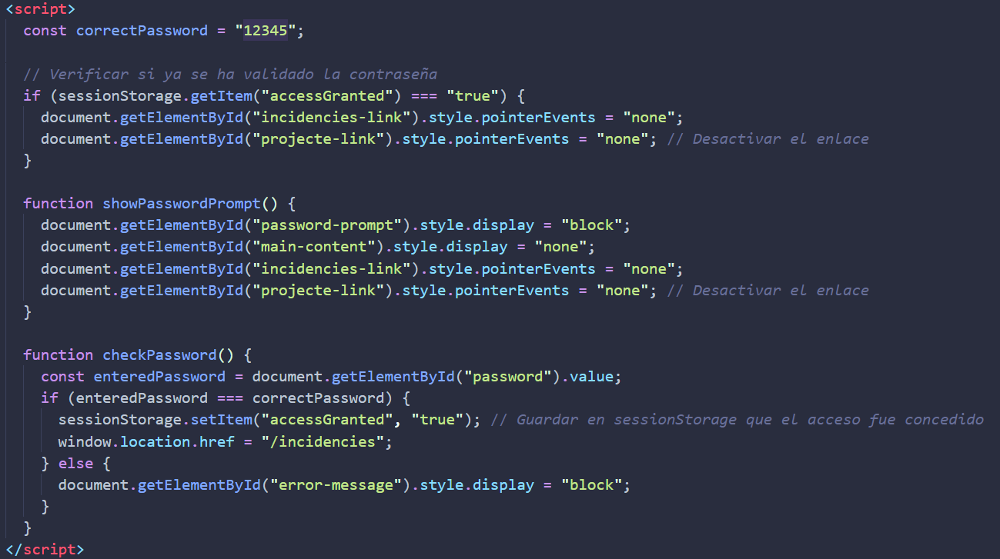 <script>
const correctPassword = "12345";
// Verificar si ya se ha validado la contraseña
if (sessionStorage.getItem("accessGranted") === "true") {
document.getElementById("incidencies-link").style.pointerEvents = "none";
document.getElementById("projecte-link").style.pointerEvents = "none"; // Desactivar el enlace
}
function showPasswordPrompt() {
document.getElementById("password-prompt").style.display = "block";
document.getElementById("main-content").style.display = "none";
document.getElementById("incidencies-link").style.pointerEvents = "none";
document.getElementById("projecte-link").style.pointerEvents = "none"; // Desactivar el enlace
}
function checkPassword() {
const enteredPassword = document.getElementById("password").value;
if (enteredPassword === correctPassword) {
sessionStorage.setItem("accessGranted", "true"); // Guardar en sessionStorage que el acceso fue concedido
window.location.href = "/incidencies";
} else {
document.getElementById("error-message").style.display = "block";
}
}
</script>